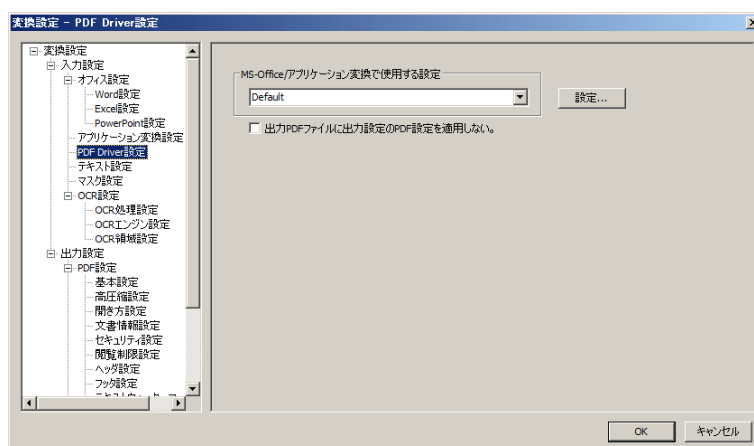 変換設定 - PDF Driver設定
変換設定
入力設定
オフィス設定
Word設定
Excel設定
PowerPoint設定
アプリケーション変換設定
PDF Driver設定
テキスト設定
マスク設定
OCR設定
OCR処理設定
OCRエンジン設定
OCR領域設定
出力設定
PDF設定
基本設定
高圧縮設定
開き方設定
文書情報設定
セキュリティ設定
閲覧制限設定
ヘッダ設定
フッタ設定
MS-Office/アプリケーション変換で使用する設定
Default
設定...
出力PDFファイルに出力設定のPDF設定を適用しない。
OK
キャンセル